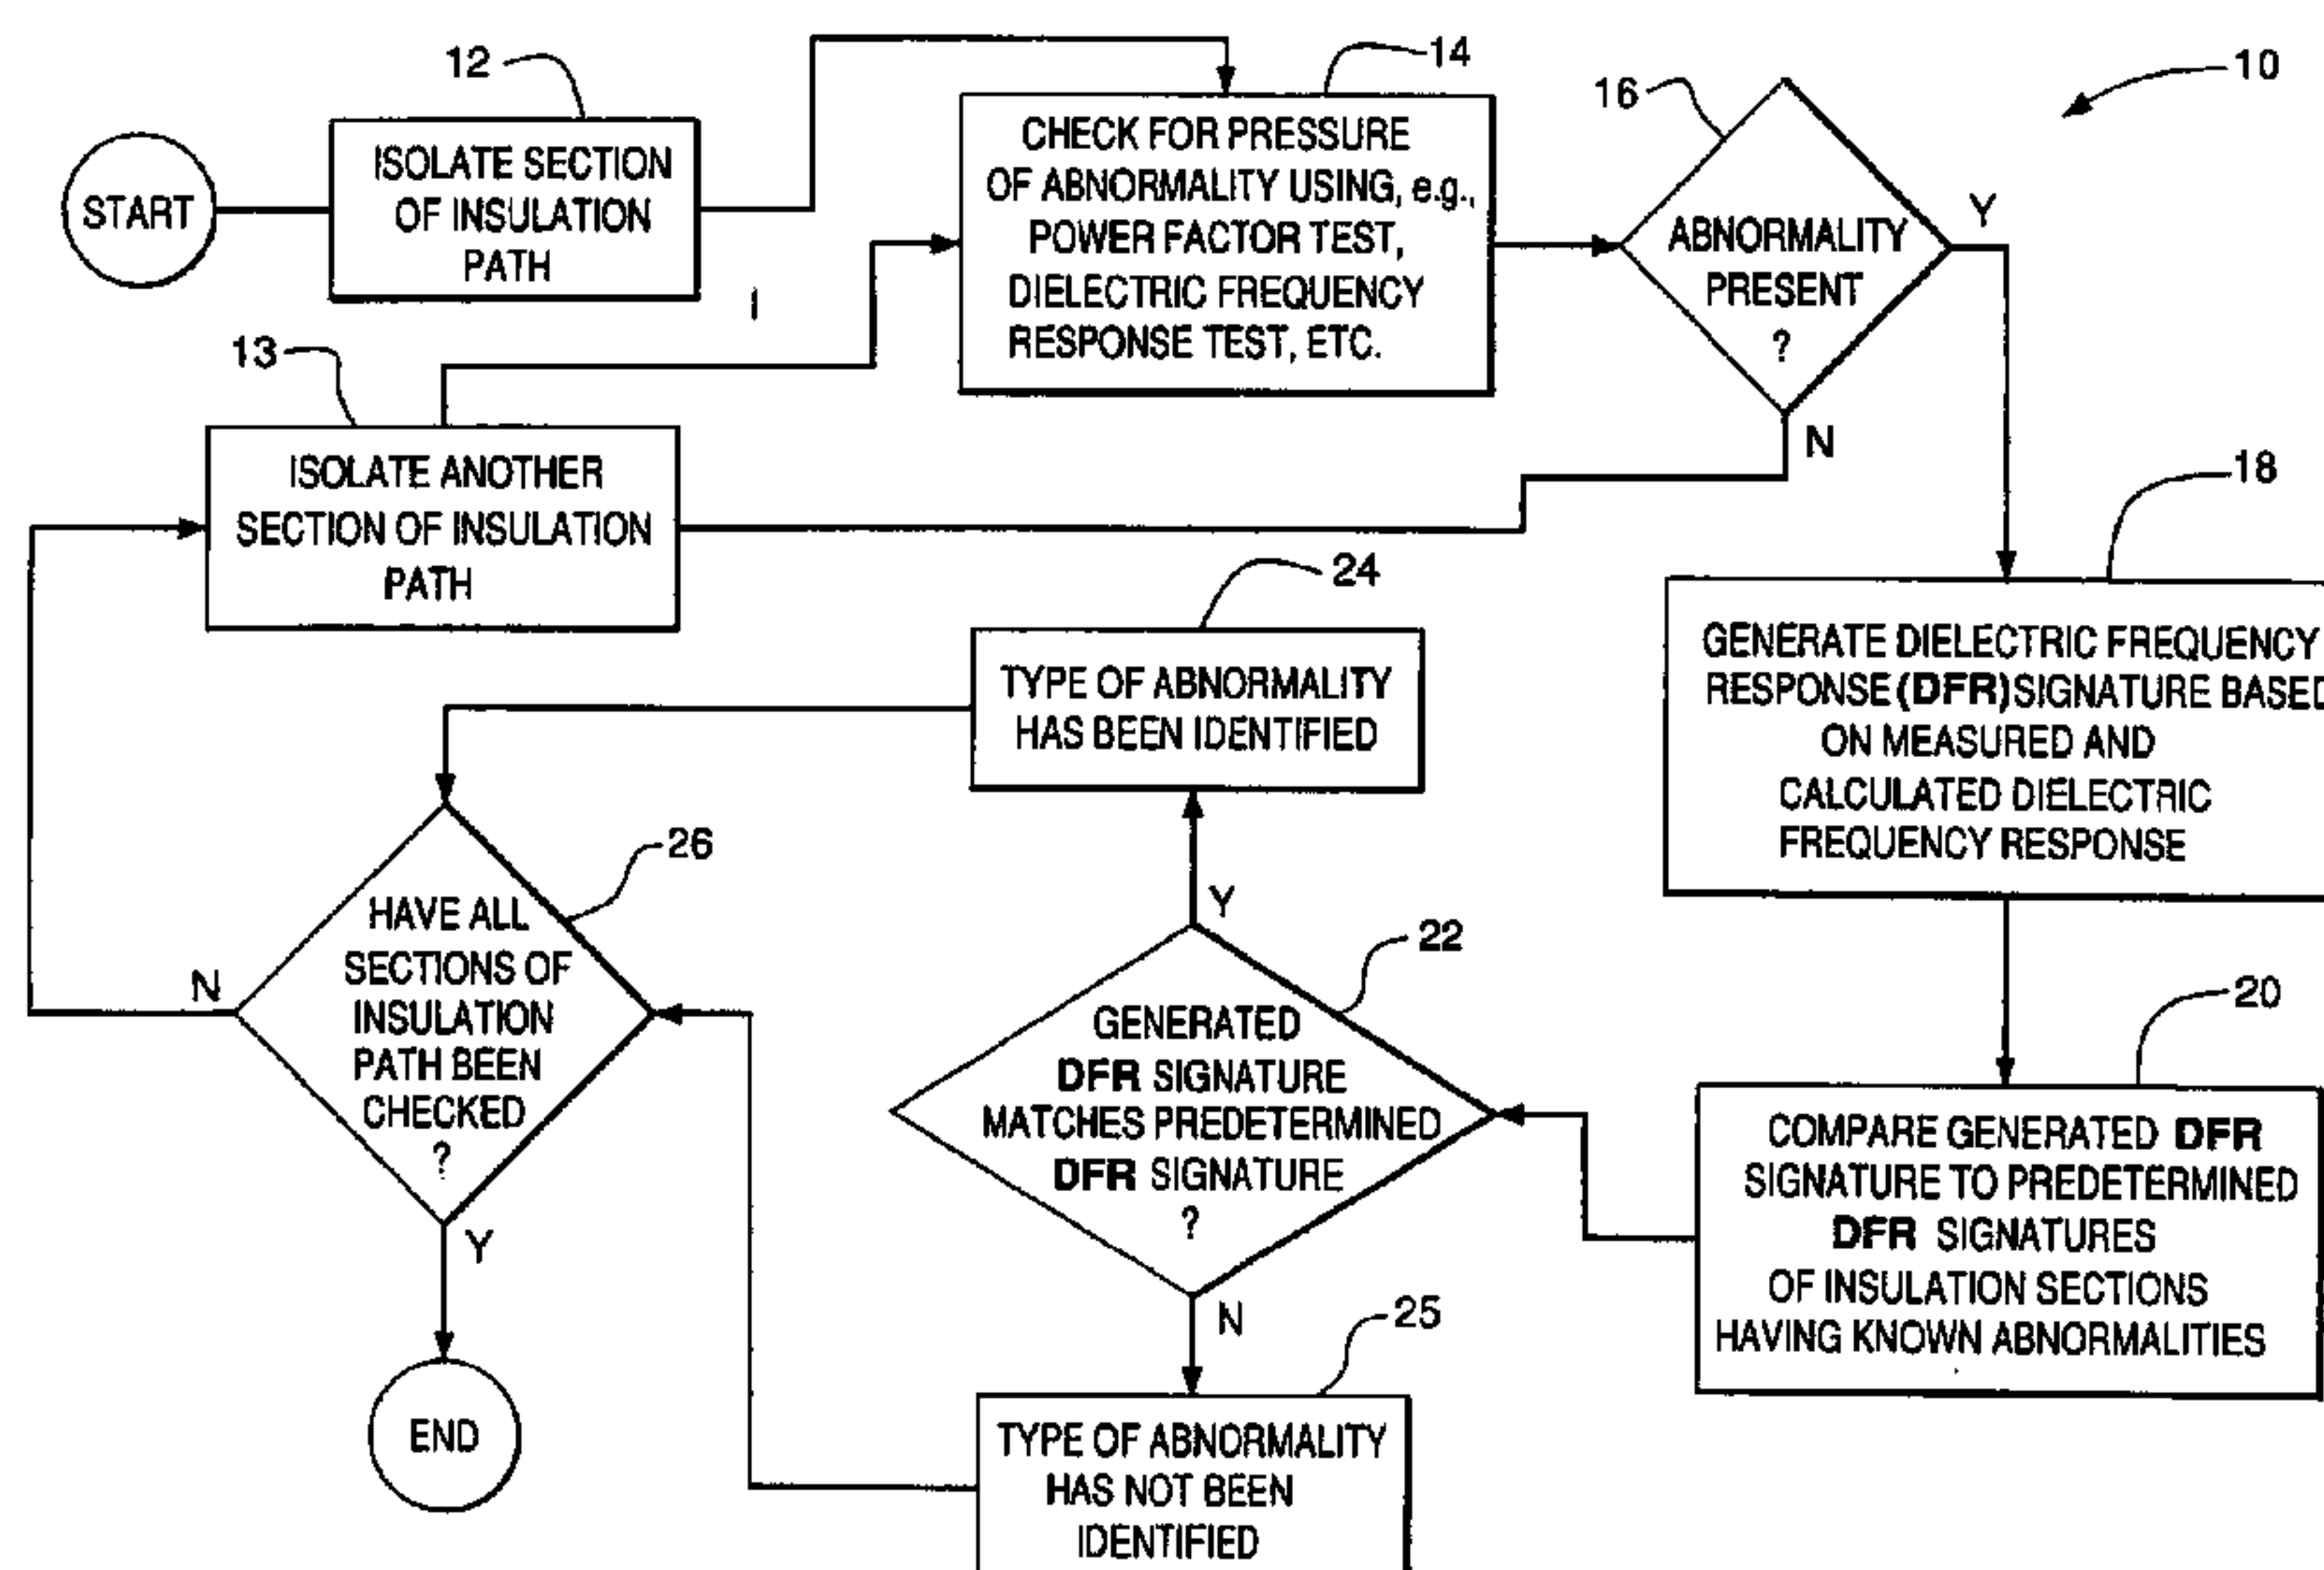 12
14
16
10
START
ISOLATE SECTION
OF INSULATION
PATH
CHECK FOR PRESSURE
OF ABNORMALITY USING, e.g.,
POWER FACTOR TEST,
DIELECTRIC FREQUENCY
RESPONSE TEST, ETC.
ABNORMALITY
PRESENT
?
Y
N
13
ISOLATE ANOTHER
SECTION OF INSULATION
PATH
18
GENERATE DIELECTRIC FREQUENCY
RESPONSE (DFR) SIGNATURE BASED
ON MEASURED AND
CALCULATED DIELECTRIC
FREQUENCY RESPONSE
24
TYPE OF ABNORMALITY
HAS BEEN IDENTIFIED
26
HAVE ALL
SECTIONS OF
INSULATION
PATH BEEN
CHECKED
?
N
Y
22
Y
GENERATED
DFR SIGNATURE
MATCHES PREDETERMINED
DFR SIGNATURE
?
N
20
COMPARE GENERATED DFR
SIGNATURE TO PREDETERMINED
DFR SIGNATURES
OF INSULATION SECTIONS
HAVING KNOWN ABNORMALITIES
25
TYPE OF ABNORMALITY
HAS NOT BEEN
IDENTIFIED
END